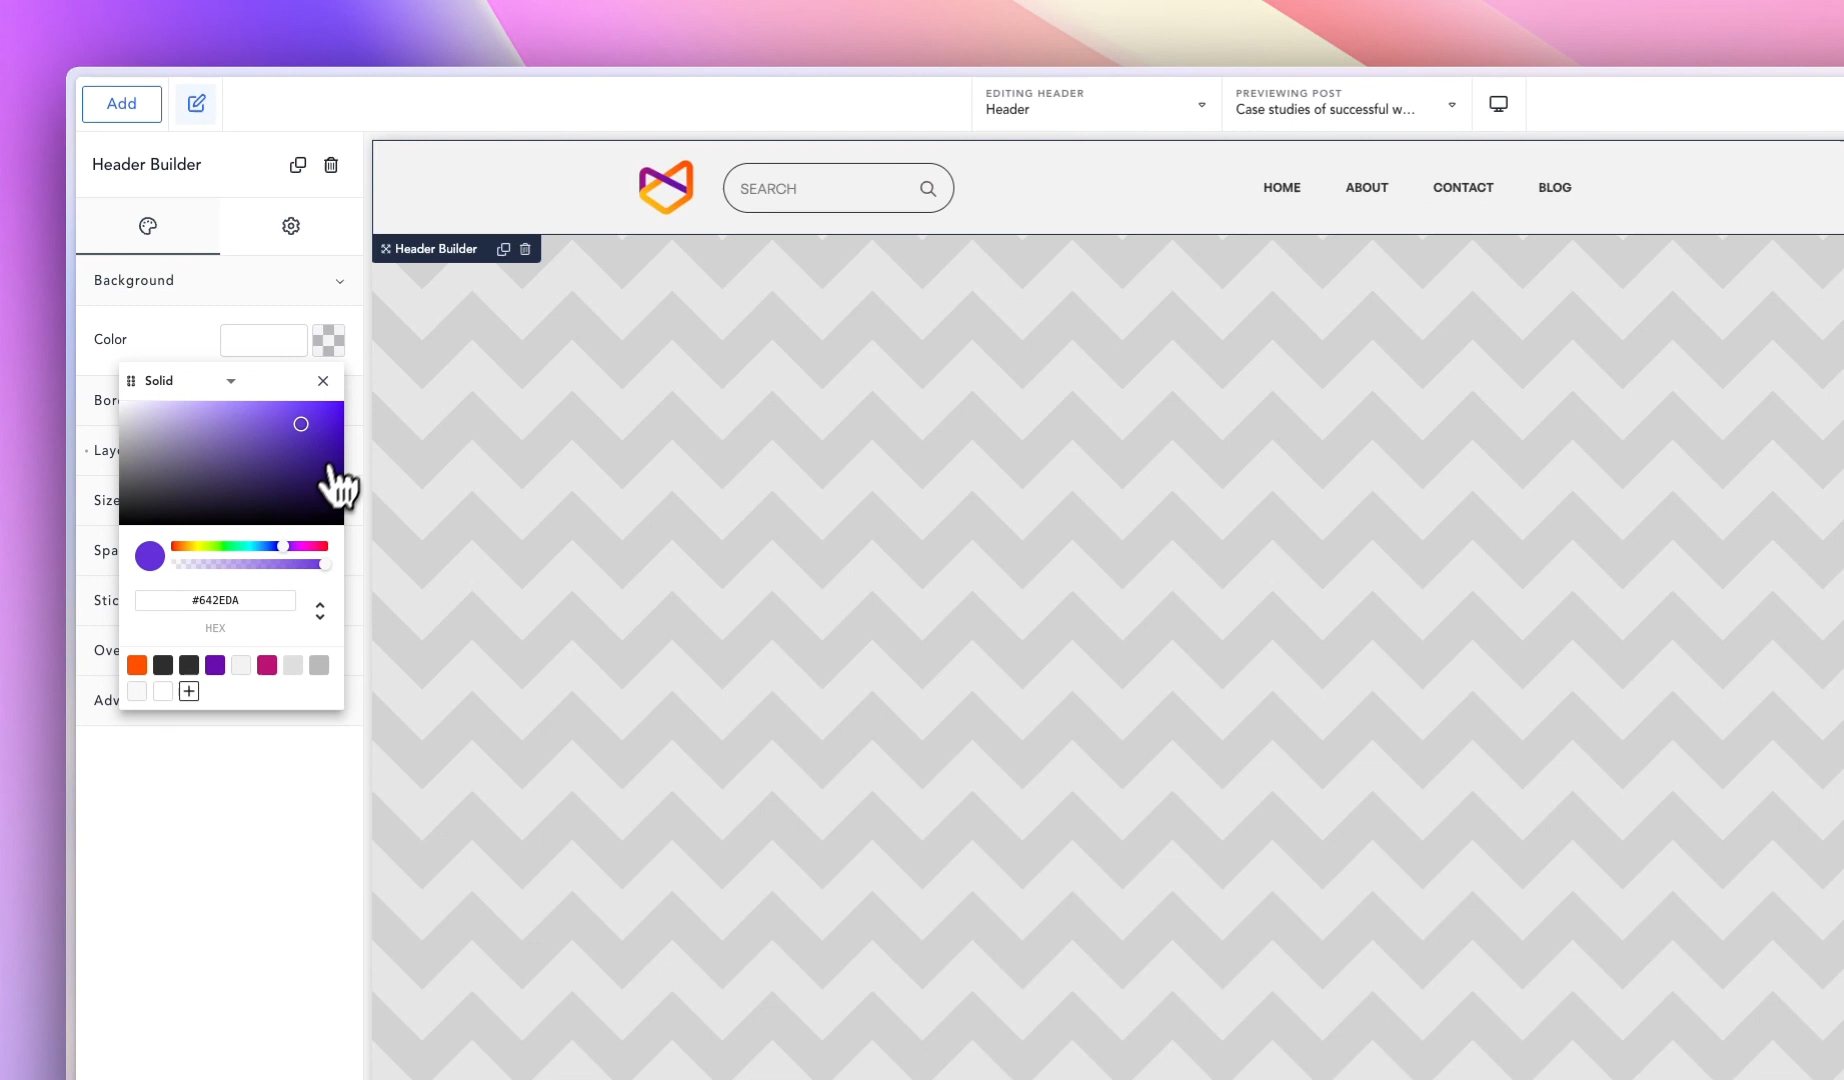 Add
EDITING HEADER
Header
PREVIEWING POST
Case studies of successful w...
Header Builder
SEARCH
HOME
ABOUT
CONTACT
BLOG
Header Builder
Background
Color
Solid
Bor
Lay
Size
Spa
Stic
Ove
Adv
#642EDA
HEX